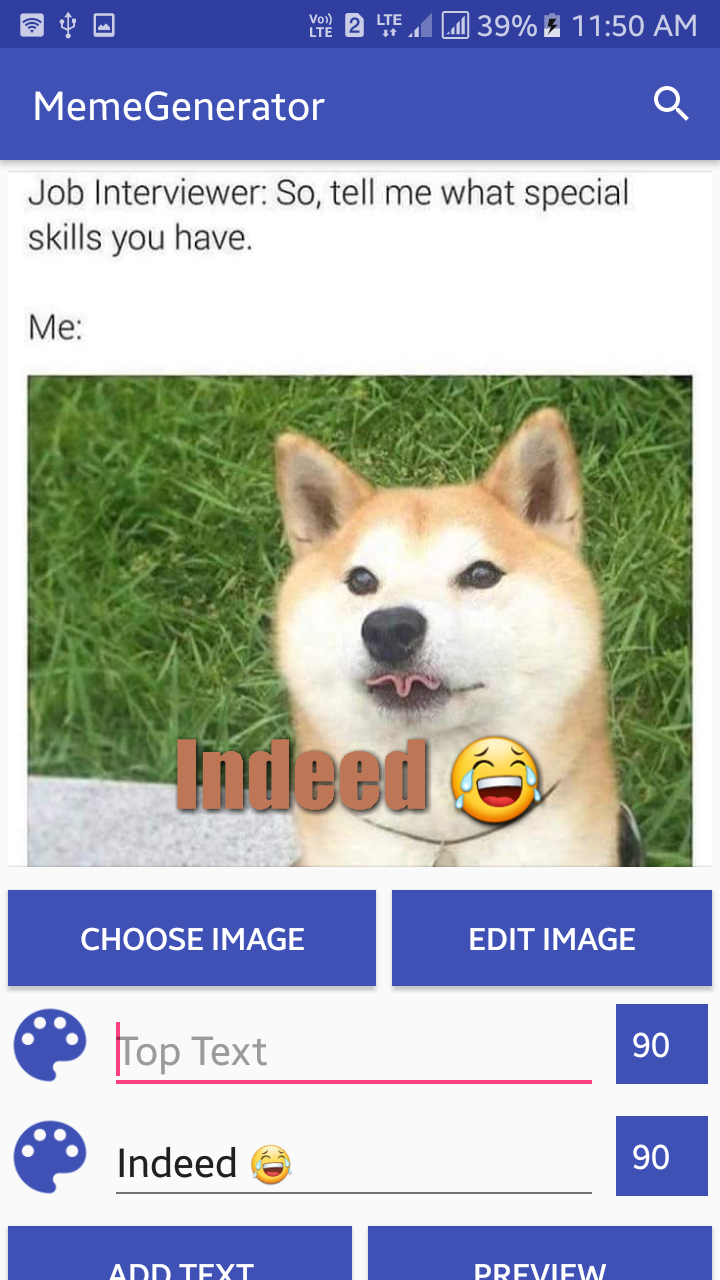 Vo)) LTE 2 LTE 39% 11:50 AM
MemeGenerator
Job Interviewer: So, tell me what special
skills you have.
Me:
Indeed 😂
CHOOSE IMAGE EDIT IMAGE
Top Text 90
Indeed 😂 90
ADD TEXT PREVIEW